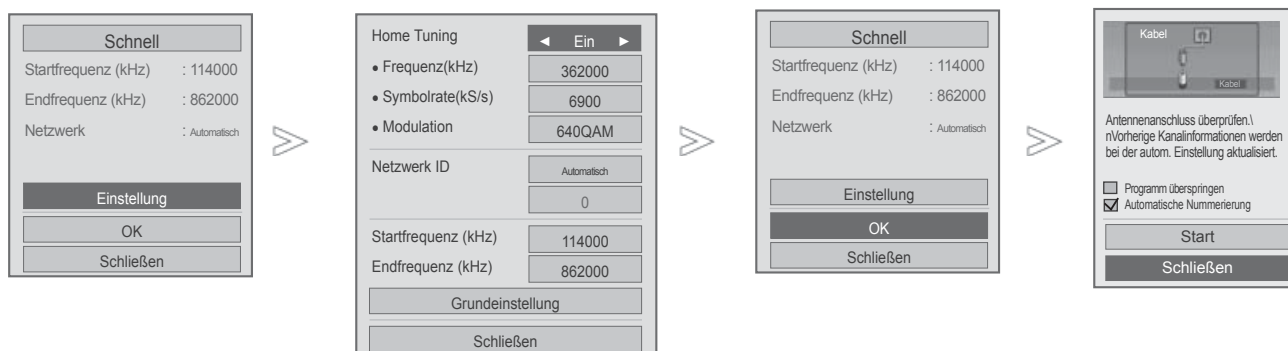 Schnell
Startfrequenz (kHz) : 114000
Endfrequenz (kHz) : 862000
Netzwerk : Automatisch
Einstellung
OK
Schließen
Home Tuning ◄ Ein ►
• Frequenz(kHz) 362000
• Symbolrate(kS/s) 6900
• Modulation 640QAM
Netzwerk ID Automatisch
0
Startfrequenz (kHz) 114000
Endfrequenz (kHz) 862000
Grundeinstellung
Schließen
Schnell
Startfrequenz (kHz) : 114000
Endfrequenz (kHz) : 862000
Netzwerk : Automatisch
Einstellung
OK
Schließen
Kabel
Kabel
Antennenanschluss überprüfen.\
nVorherige Kanalinformationen werden
bei der autom. Einstellung aktualisiert.
Programm überspringen
Automatische Nummerierung
Start
Schließen